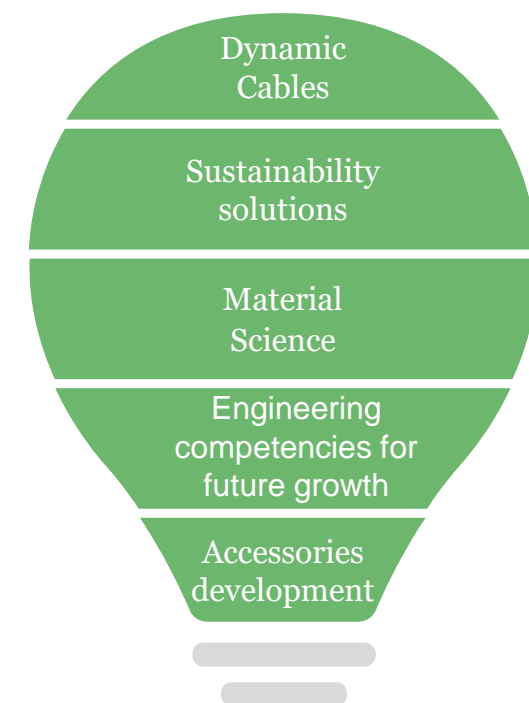 Dynamic
Cables
Sustainability
solutions
Material
Science
Engineering
competencies for
future growth
Accessories
development